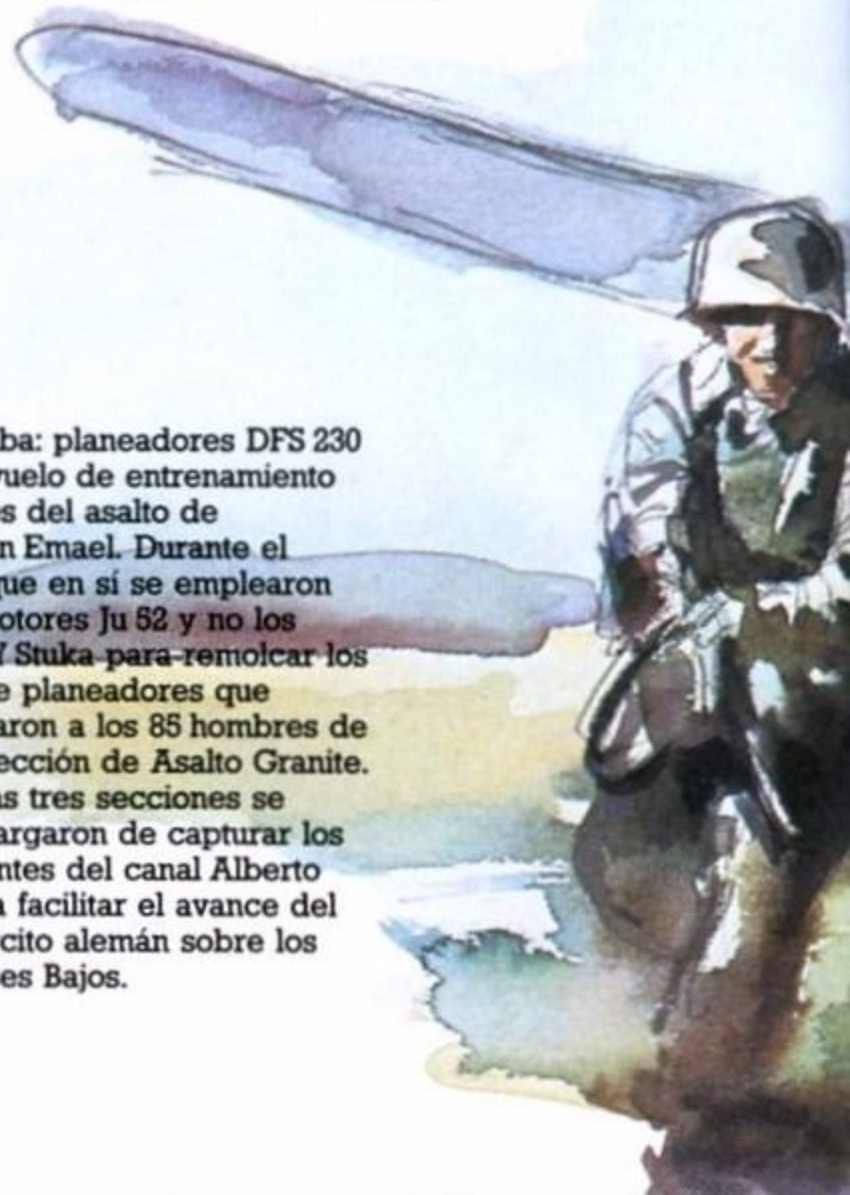 ba: planeadores DFS 230
vuelo de entrenamiento
s del asalto de
n Emael. Durante el
que en sí se emplearon
otores Ju 52 y no los
7 Stuka para remolcar los
e planeadores que
aron a los 85 hombres de
ección de Asalto Granite.
as tres secciones se
argaron de capturar los
ntes del canal Alberto
a facilitar el avance del
cito alemán sobre los
es Bajos.